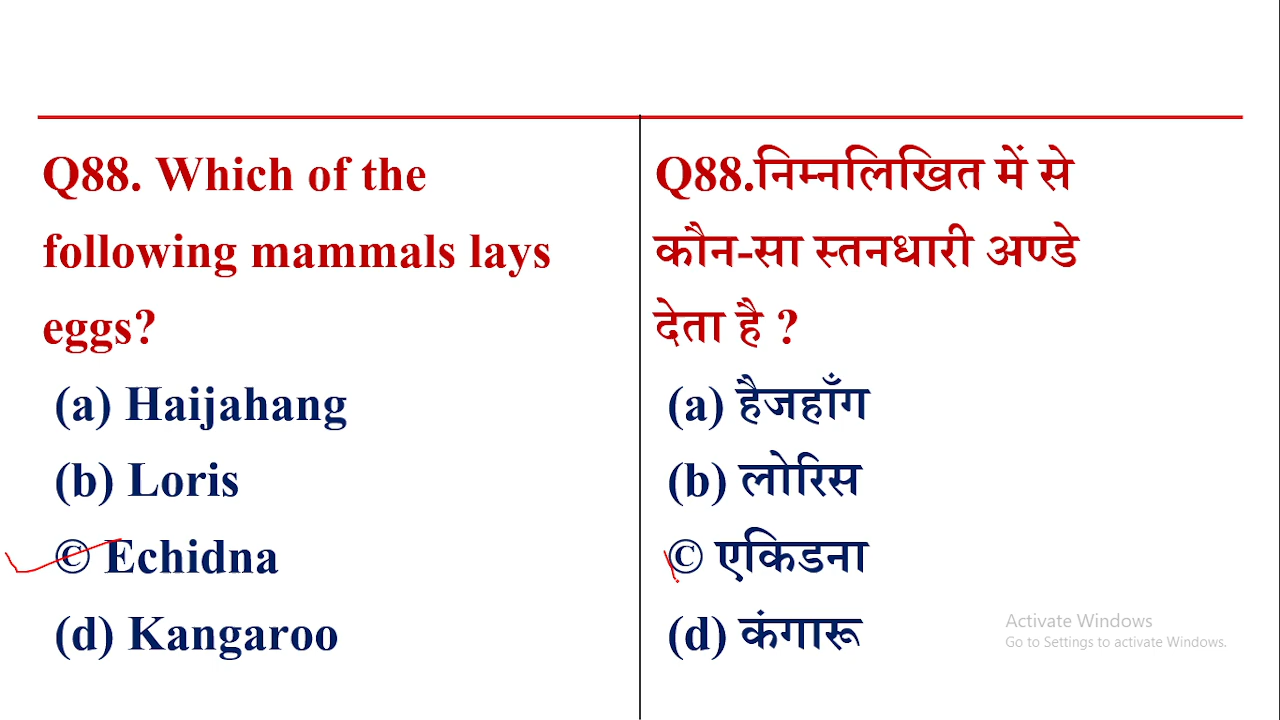 Q88. Which of the
following mammals lays
eggs?
(a) Haijahang
(b) Loris
© Echidna
(d) Kangaroo
Q88.निम्नलिखित में से
कौन-सा स्तनधारी अण्डे
देता है ?
(a) हैजहाँग
(b) लोरिस
© एकिडना
(d) कंगारू
Activate Windows
Go to Settings to activate Windows.